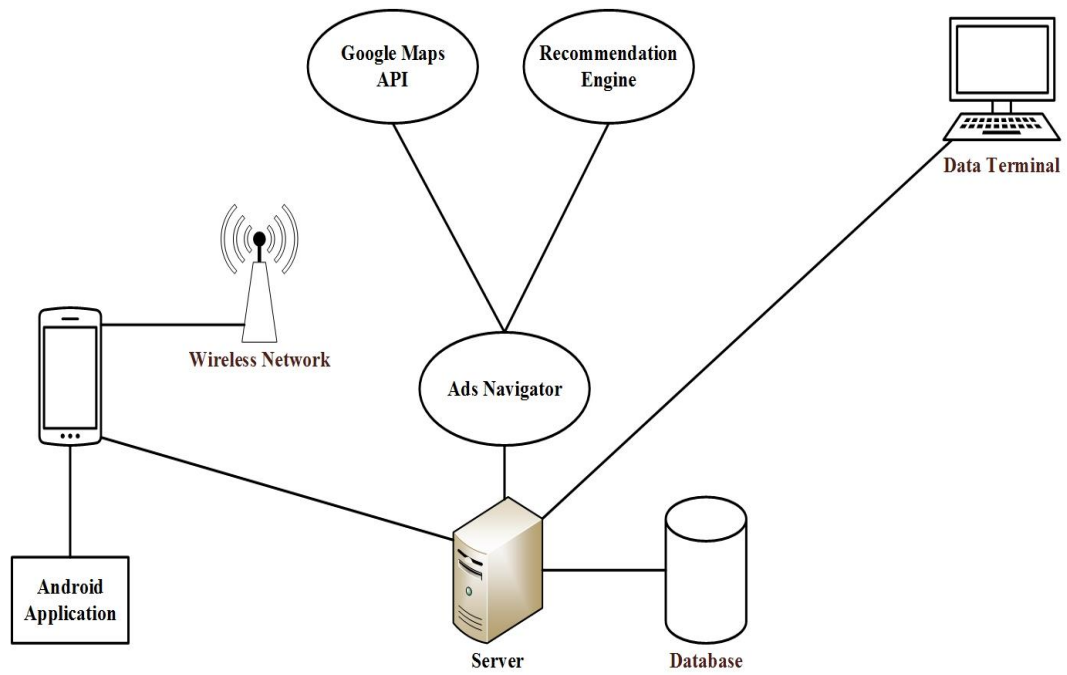 Google Maps
API
Recommendation
Engine
Data Terminal
Wireless Network
Ads Navigator
Android
Application
Server
Database